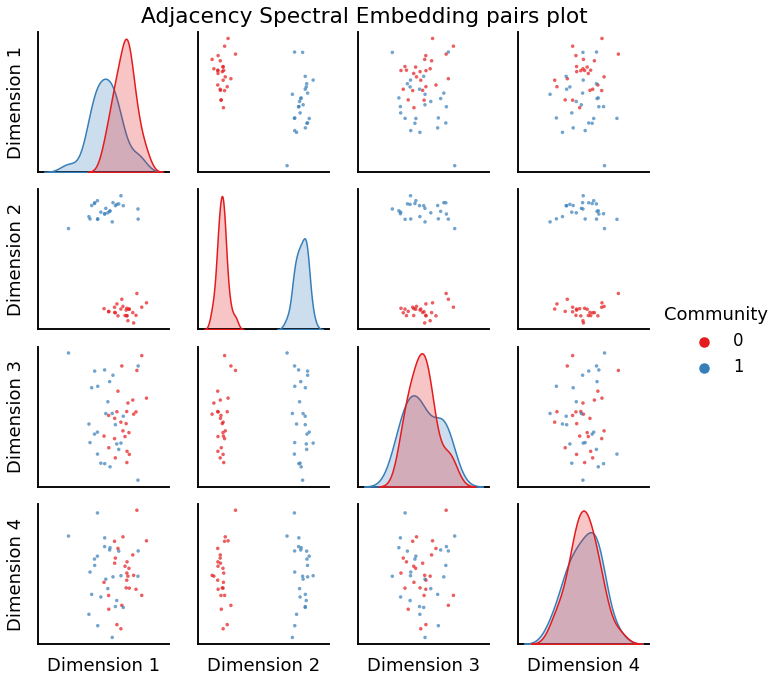 Adjacency Spectral Embedding pairs plot
Dimension 1
Dimension 2
Dimension 3
Dimension 4
Community
0
1
Dimension 1
Dimension 2
Dimension 3
Dimension 4